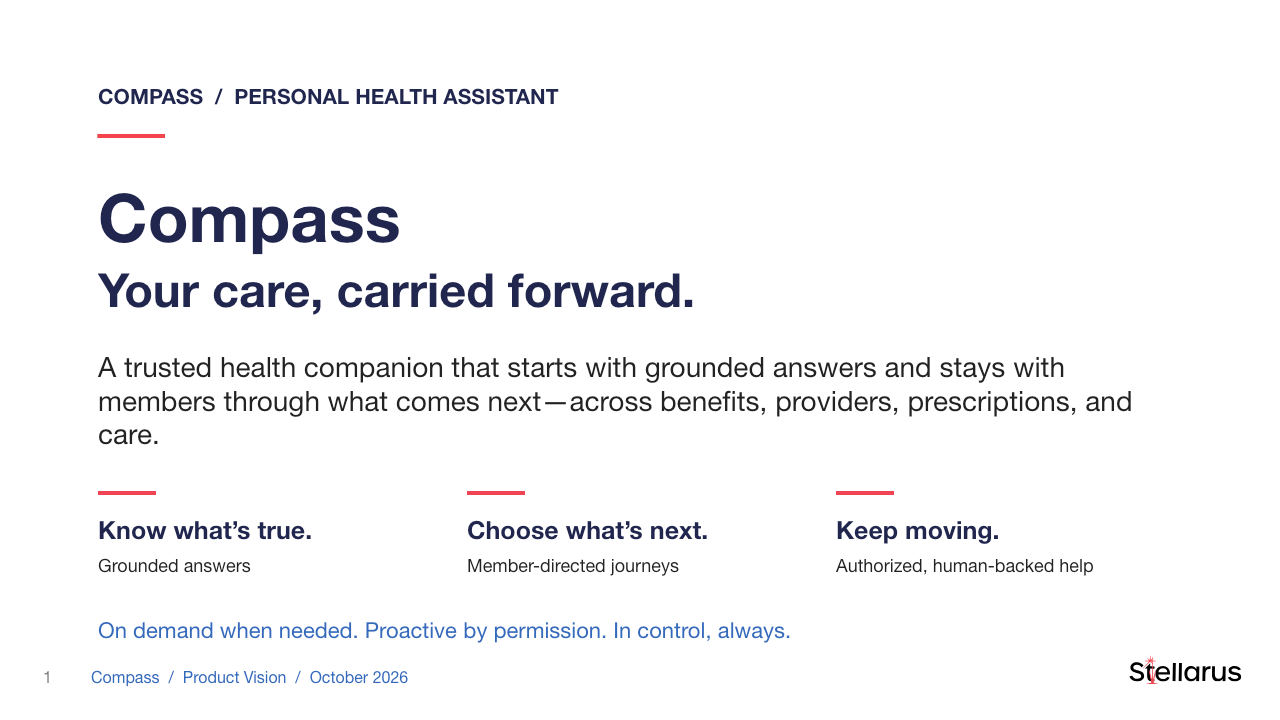 COMPASS / PERSONAL HEALTH ASSISTANT
Compass
Your care, carried forward.
A trusted health companion that starts with grounded answers and stays with
members through what comes next—across benefits, providers, prescriptions, and
care.
Know what’s true.
Grounded answers
Choose what’s next.
Member-directed journeys
Keep moving.
Authorized, human-backed help
On demand when needed. Proactive by permission. In control, always.
1 Compass / Product Vision / October 2026
Stellarus